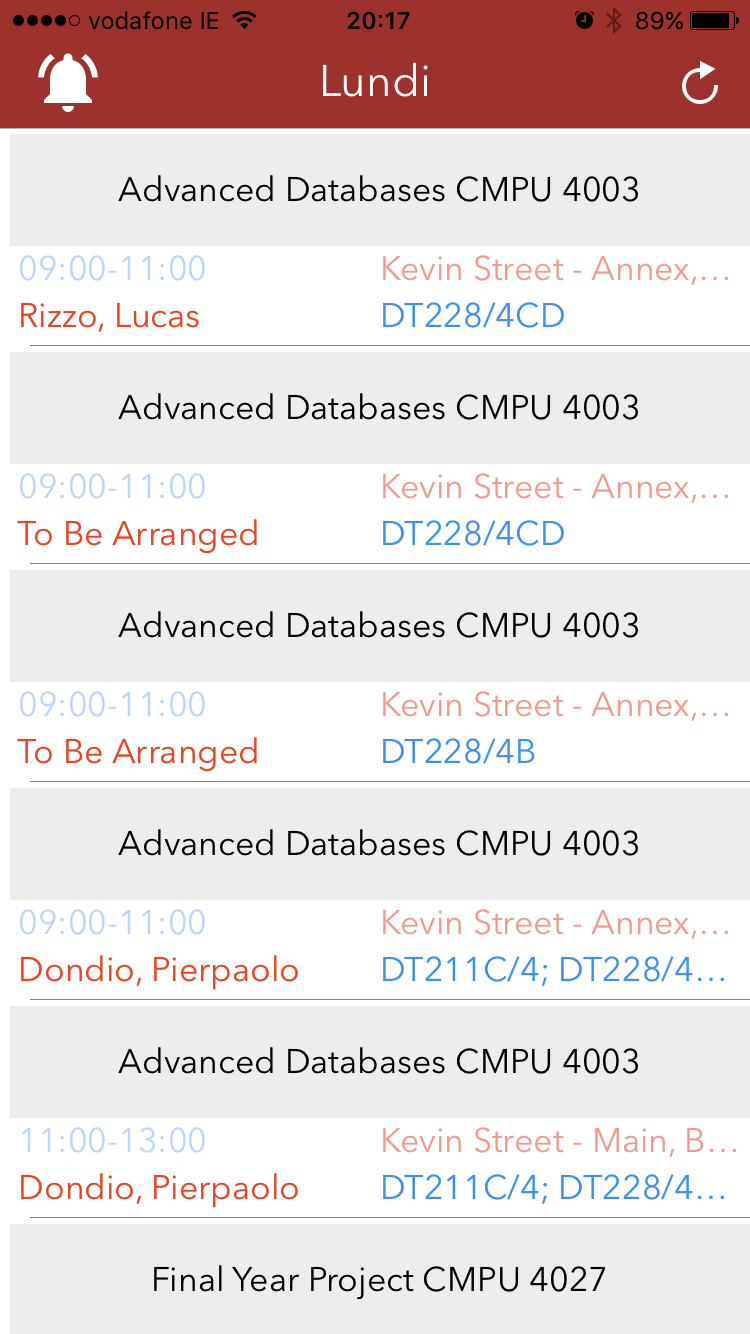 vodafone IE 20:17 89%
Lundi
Advanced Databases CMPU 4003
09:00-11:00 Kevin Street - Annex,...
Rizzo, Lucas DT228/4CD
Advanced Databases CMPU 4003
09:00-11:00 Kevin Street - Annex,...
To Be Arranged DT228/4CD
Advanced Databases CMPU 4003
09:00-11:00 Kevin Street - Annex,...
To Be Arranged DT228/4B
Advanced Databases CMPU 4003
09:00-11:00 Kevin Street - Annex,...
Dondio, Pierpaolo DT211C/4; DT228/4...
Advanced Databases CMPU 4003
11:00-13:00 Kevin Street - Main, B...
Dondio, Pierpaolo DT211C/4; DT228/4...
Final Year Project CMPU 4027